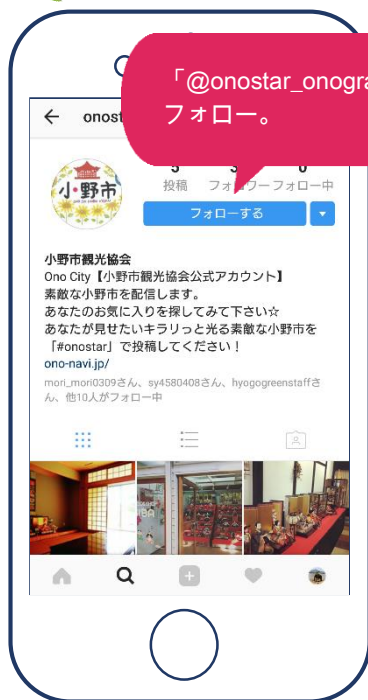 「@onostar_onogra
フォロー。
← onost
小野市
5 3 0
投稿 フォロワー フォロー中
フォローする
小野市観光協会
Ono City【小野市観光協会公式アカウント】
素敵な小野市を配信します。
あなたのお気に入りを探してみて下さい☆
あなたが見せたいキラリっと光る素敵な小野市を
「#onostar」で投稿してください！
ono-navi.jp/
mori_mori0309さん、sy4580408さん、hyogogreenstaffさ
ん、他10人がフォロー中